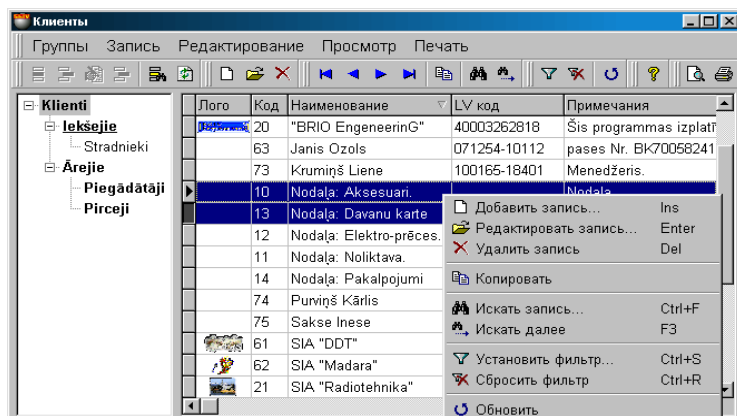 Клиенты
Группы Запись Редактирование Просмотр Печать
Klienti
Iekšejie
Stradnieki
Ārejie
Piegādātāji
Pirceji
Лого Код Наименование LV код Примечания
20 "BRIO EngeneerinG" 40003262818 Šis programmas izplatī
63 Janis Ozols 071254-10112 pases Nr. BK70058241
73 Krumiņš Liene 100165-18401 Menedžeris.
10 Nodaļa: Aksesuari. Nodaļa
13 Nodaļa: Davanu karte
12 Nodaļa: Elektro-prēces.
11 Nodaļa: Noliktava.
14 Nodaļa: Pakalpojumi
74 Purviņš Kārlis
75 Sakse Inese
61 SIA "DDT"
62 SIA "Madara"
21 SIA "Radiotehnika"
Добавить запись... Ins
Редактировать запись... Enter
Удалить запись Del
Копировать
Искать запись... Ctrl+F
Искать далее F3
Установить фильтр... Ctrl+S
Сбросить фильтр Ctrl+R
Обновить